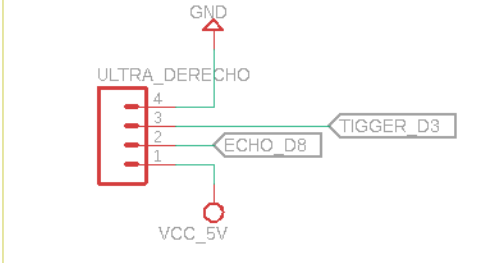 GND
ULTRA_DERECHO
4
3
TIGGER_D3
2
ECHO_D8
1
VCC_5V